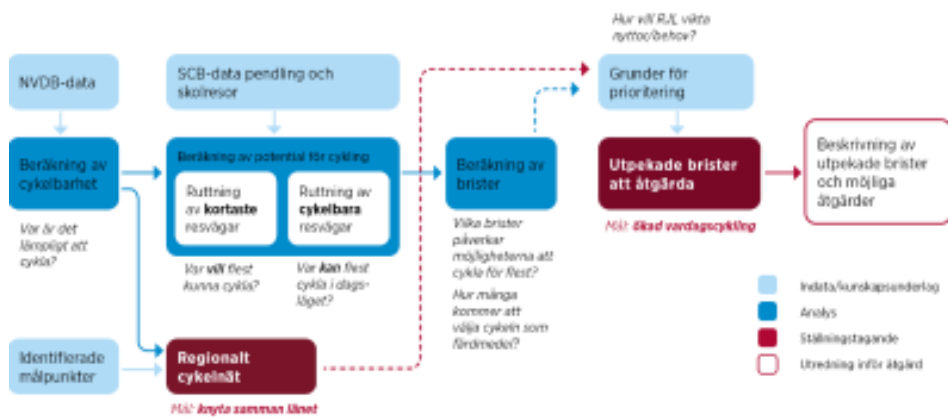 Hur vill RJL vikta
nyttor/behov?
NVDB-data
SCB-data pendling och
skolresor
Grunder för
prioritering
Beräkning av
cykelbarhet
Beräkning av potential för cykling
Ruttning
av kortaste
resvägar
Ruttning av
cykelbara
resvägar
Beräkning av
brister
Utpekade brister
att åtgärda
Beskrivning av
utpekade brister
och möjliga
åtgärder
Var är det
lämpligt att
cykla?
Var vill flest
kunna cykla?
Var kan flest
cykla i dags-
läget?
Vilka brister
påverkar
möjligheterna att
cykla för flest?
Hur många
kommer att
välja cykeln som
färdmedel?
Mål: ökad vardagscykling
Identifierade
målpunkter
Regionalt
cykelnät
Mål: knyta samman länet
Indata/kunskapsunderlag
Analys
Ställningstagande
Utredning inför åtgärd